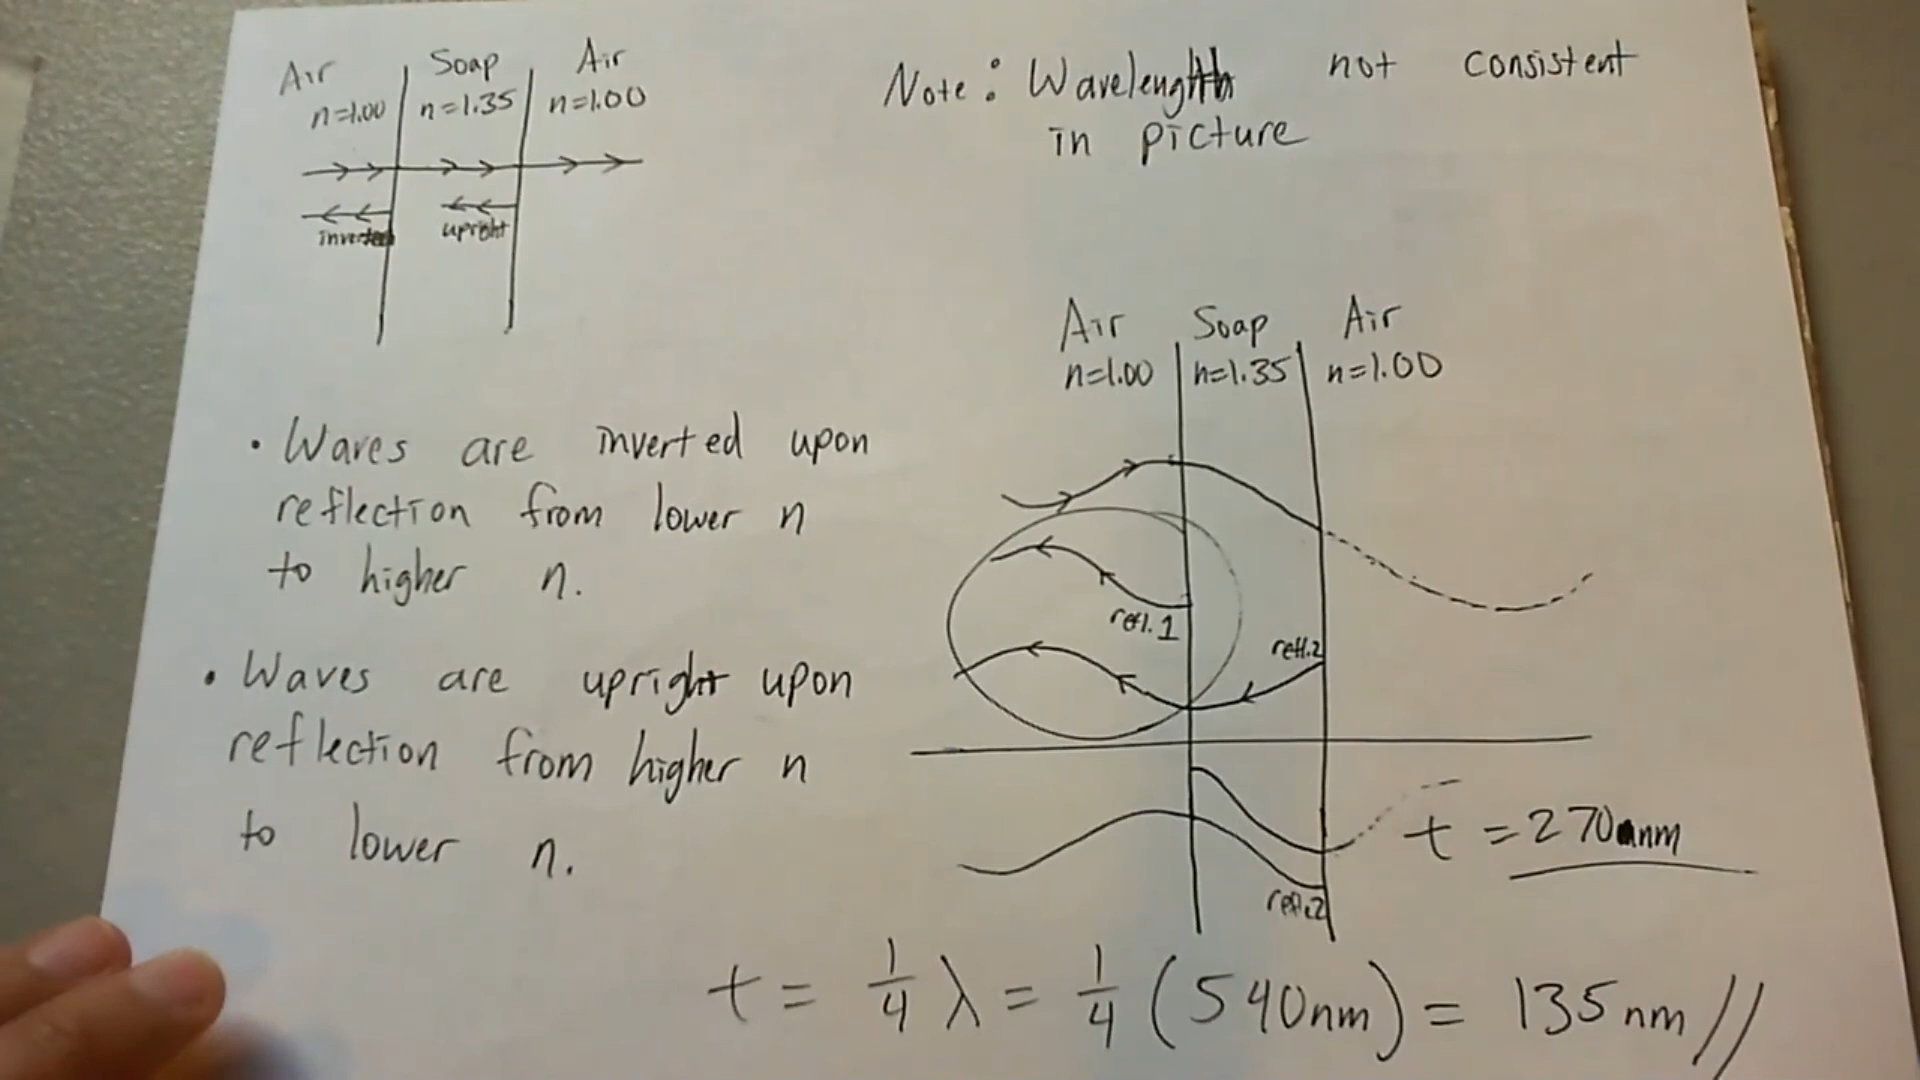 Air Soap Air
n=1.00 n=1.35 n=1.00
inverted upright
Note: Wavelength not consistent
in picture
• Waves are inverted upon
reflection from lower n
to higher n.
• Waves are upright upon
reflection from higher n
to lower n.
Air Soap Air
n=1.00 n=1.35 n=1.00
refl.1
refl.2
t = 270nm
refl.2
t = 1/4 λ = 1/4 (540nm) = 135nm //